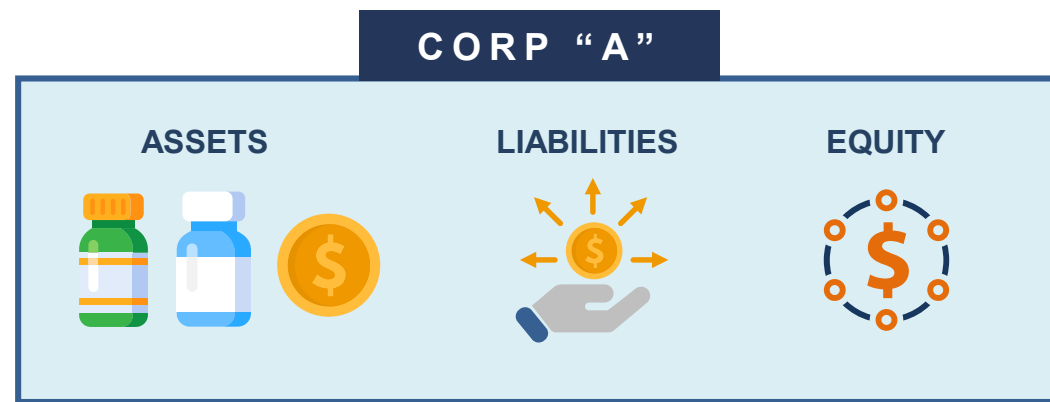 CORP “A”
ASSETS LIABILITIES EQUITY
$ $ $